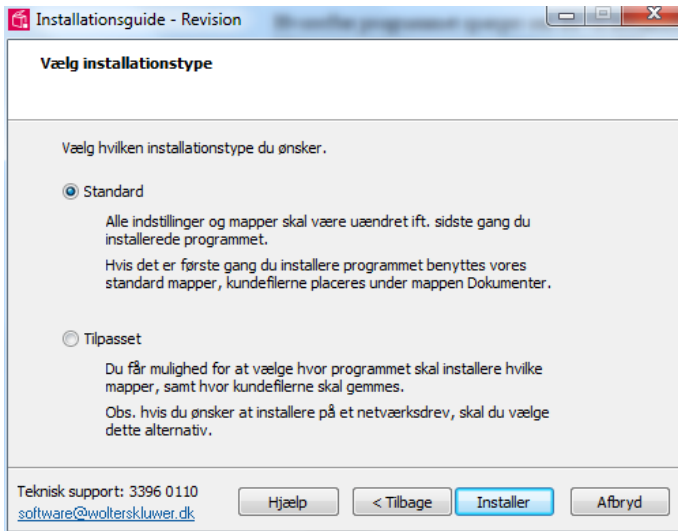 Installationsguide - Revision
Vælg installationstype
Vælg hvilken installationstype du ønsker.
Standard
Alle indstillinger og mapper skal være uændret ift. sidste gang du
installerede programmet.
Hvis det er første gang du installere programmet benyttes vores
standard mapper, kundefilerne placeres under mappen Dokumenter.
Tilpasset
Du får mulighed for at vælge hvor programmet skal installere hvilke
mapper, samt hvor kundefilerne skal gemmes.
Obs. hvis du ønsker at installere på et netværksdrev, skal du vælge
dette alternativ.
Teknisk support: 3396 0110
software@wolterskluwer.dk
Hjælp
< Tilbage
Installer
Afbryd